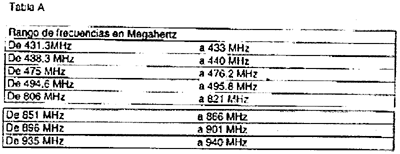 Tabla A
Rango de frecuencias en Megahertz
De 431.3MHz a 433 MHz
De 438.3 MHz a 440 MHz
De 475 MHz a 476.2 MHz
De 494.6 MHz a 495.8 MHz
De 806 MHz a 821 MHz
De 851 MHz a 866 MHz
De 896 MHz a 901 MHz
De 935 MHz a 940 MHz